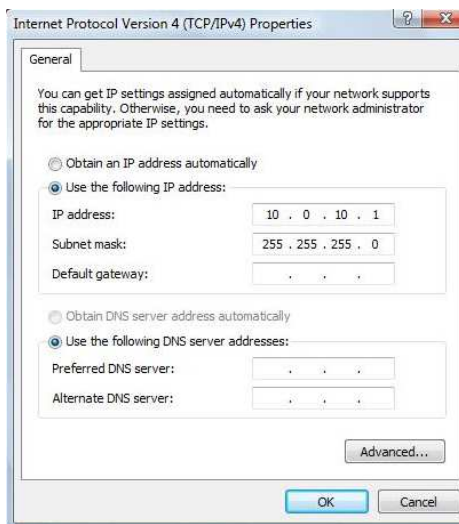 Internet Protocol Version 4 (TCP/IPv4) Properties
General
You can get IP settings assigned automatically if your network supports
this capability. Otherwise, you need to ask your network administrator
for the appropriate IP settings.
Obtain an IP address automatically
Use the following IP address:
IP address: 10 . 0 . 10 . 1
Subnet mask: 255 . 255 . 255 . 0
Default gateway: . . .
Obtain DNS server address automatically
Use the following DNS server addresses:
Preferred DNS server: . . .
Alternate DNS server: . . .
Advanced...
OK Cancel